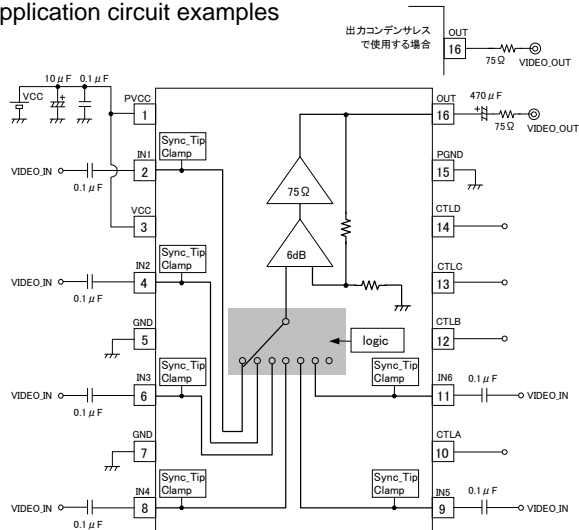 pplication circuit examples
出力コンデンサレス
で使用する場合
OUT
16
75Ω
VIDEO_OUT
10μF
0.1μF
VCC
PVCC
1
Sync_Tip
Clamp
IN1
2
VIDEO_IN
0.1μF
VCC
3
Sync_Tip
Clamp
IN2
4
VIDEO_IN
0.1μF
GND
5
Sync_Tip
Clamp
IN3
6
VIDEO_IN
0.1μF
GND
7
Sync_Tip
Clamp
IN4
8
VIDEO_IN
0.1μF
75Ω
6dB
logic
OUT
16
470μF
75Ω
VIDEO_OUT
PGND
15
CTLD
14
CTLC
13
CTLB
12
Sync_Tip
Clamp
IN6
11
0.1μF
VIDEO_IN
CTLA
10
Sync_Tip
Clamp
IN5
9
0.1μF
VIDEO_IN